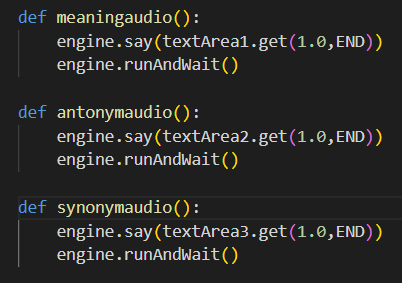 def meaningaudio():
    engine.say(textArea1.get(1.0,END))
    engine.runAndWait()

def antonymaudio():
    engine.say(textArea2.get(1.0,END))
    engine.runAndWait()

def synonymaudio():
    engine.say(textArea3.get(1.0,END))
    engine.runAndWait()